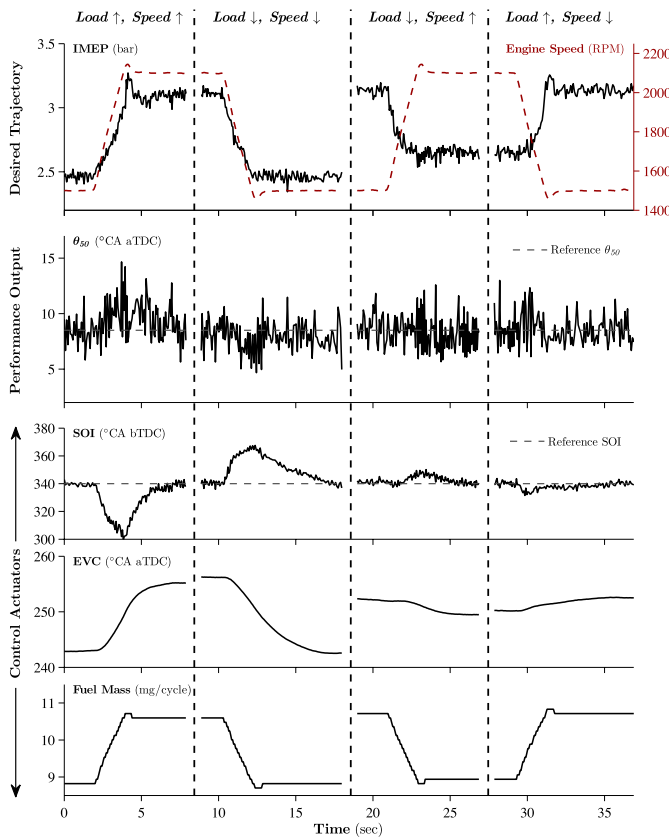 Load ↑, Speed ↑ Load ↓, Speed ↓ Load ↓, Speed ↑ Load ↑, Speed ↓
Desired Trajectory
3.5
3
2.5
IMEP (bar)
Engine Speed (RPM)
2000
1800
1600
1400
Performance Output
15
10
5
θ50 (°CA aTDC)
Reference θ50
Control Actuators
380
360
340
320
300
SOI (°CA bTDC)
Reference SOI
260
250
240
EVC (°CA aTDC)
11
10
9
Fuel Mass (mg/cycle)
0 5 10 15 20 25 30 35
Time (sec)